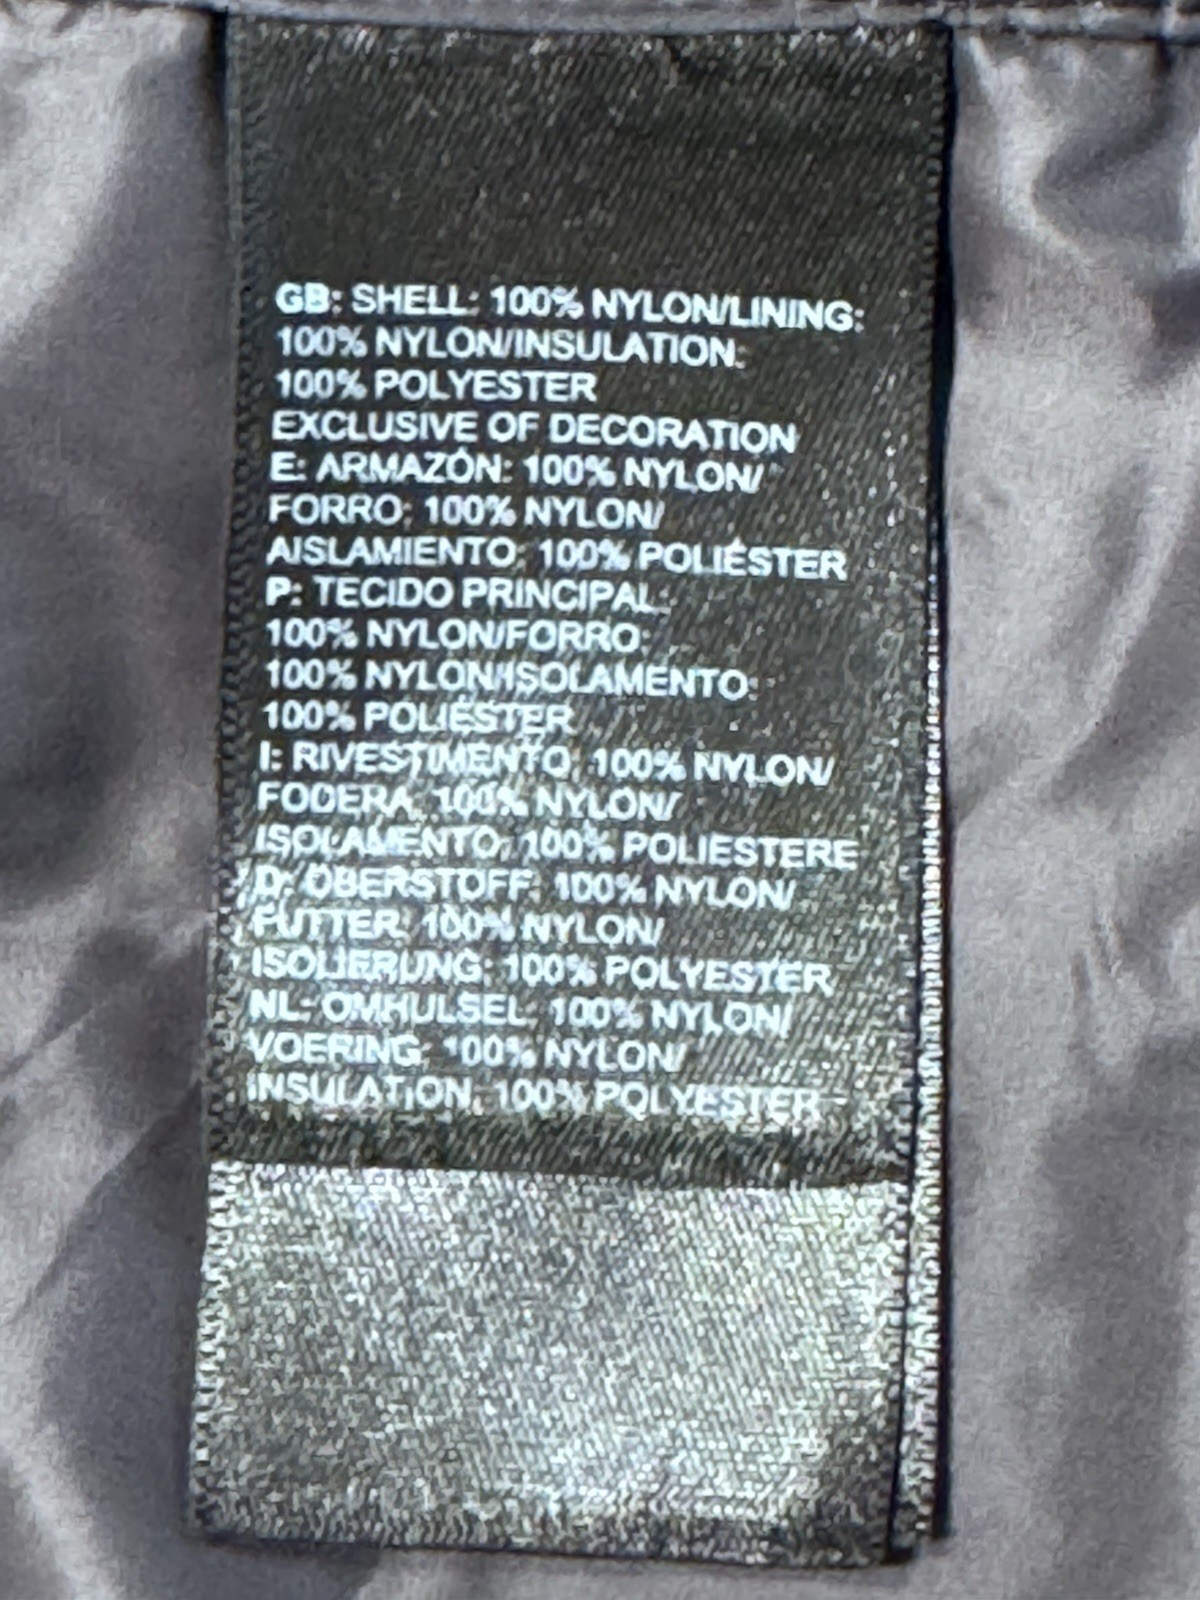 GB: SHELL: 100% NYLON/LINING:
100% NYLON/INSULATION:
100% POLYESTER
EXCLUSIVE OF DECORATION
E: ARMAZÓN: 100% NYLON/
FORRO: 100% NYLON/
AISLAMIENTO: 100% POLIÉSTER
P: TECIDO PRINCIPAL:
100% NYLON/FORRO:
100% NYLON/ISOLAMENTO:
100% POLIÉSTER
I: RIVESTIMENTO: 100% NYLON/
FODERA: 100% NYLON/
ISOLAMENTO: 100% POLIESTERE
D: OBERSTOFF: 100% NYLON/
FUTTER: 100% NYLON/
ISOLIERUNG: 100% POLYESTER
NL: OMHULSEL: 100% NYLON/
VOERING: 100% NYLON/
INSULATION: 100% POLYESTER